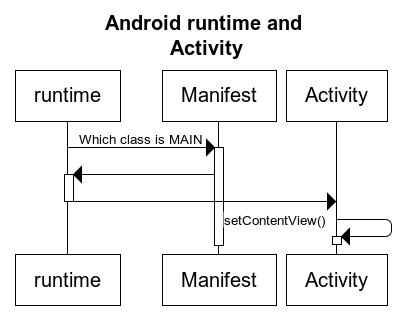 Android runtime and
Activity
runtime
Manifest
Activity
Which class is MAIN
setContentView()
runtime
Manifest
Activity